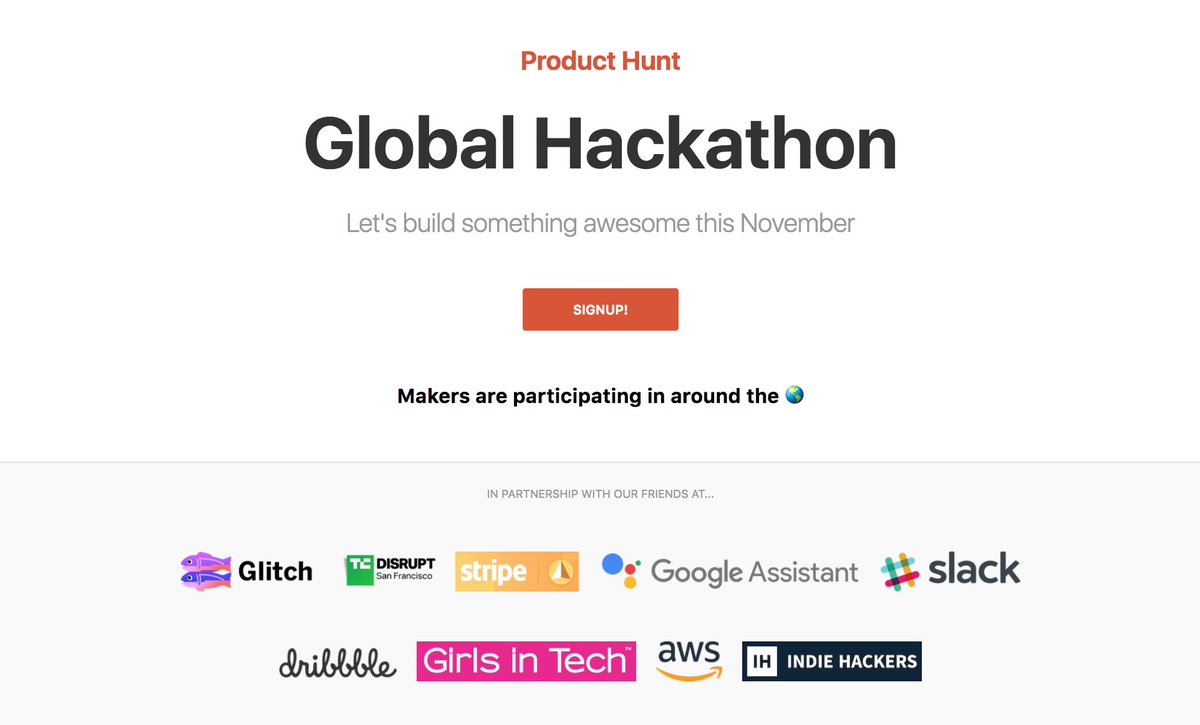 Product Hunt
Global Hackathon
Let's build something awesome this November
SIGNUP!
Makers are participating in around the 🌎
IN PARTNERSHIP WITH OUR FRIENDS AT...
Glitch
TC DISRUPT
San Francisco
stripe
Google Assistant
slack
dribbble
Girls in Tech™
aws
IH INDIE HACKERS